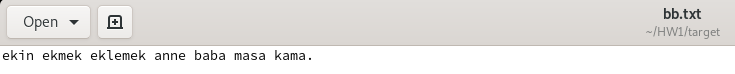 Open
bb.txt
~/HW1/target
ekin ekmek eklemek anne baba masa kama.